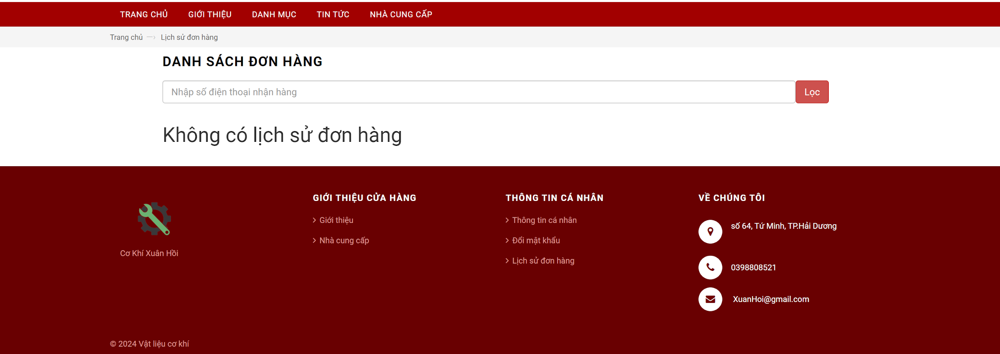 TRANG CHỦ GIỚI THIỆU DANH MỤC TIN TỨC NHÀ CUNG CẤP
Trang chủ Lịch sử đơn hàng
DANH SÁCH ĐƠN HÀNG
Nhập số điện thoại nhận hàng
Lọc
Không có lịch sử đơn hàng
Cơ Khí Xuân Hồi
GIỚI THIỆU CỬA HÀNG
Giới thiệu
Nhà cung cấp
THÔNG TIN CÁ NHÂN
Thông tin cá nhân
Đổi mật khẩu
Lịch sử đơn hàng
VỀ CHÚNG TÔI
số 64, Tứ Minh, TP.Hải Dương
0398808521
XuanHoi@gmail.com
© 2024 Vật liệu cơ khí